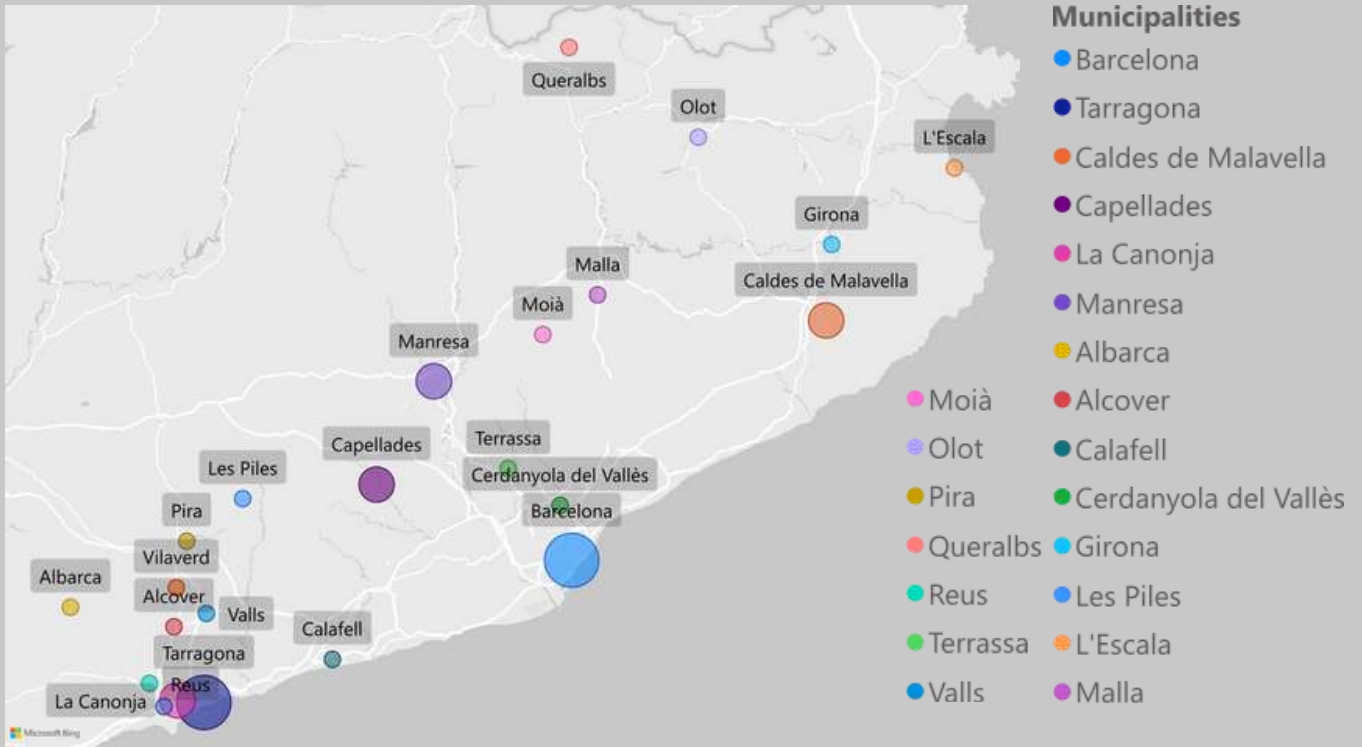 Queralbs
Olot
L'Escala
Girona
Malla
Caldes de Malavella
Moià
Manresa
Capellades
Terrassa
Les Piles
Cerdanyola del Vallès
Pira
Barcelona
Vilaverd
Albarca
Alcover
Valls
Calafell
Tarragona
Reus
La Canonja
Microsoft Bing
Municipalities
Barcelona
Tarragona
Caldes de Malavella
Capellades
La Canonja
Manresa
Albarca
Moià
Alcover
Olot
Calafell
Pira
Cerdanyola del Vallès
Queralbs
Girona
Reus
Les Piles
Terrassa
L'Escala
Valls
Malla